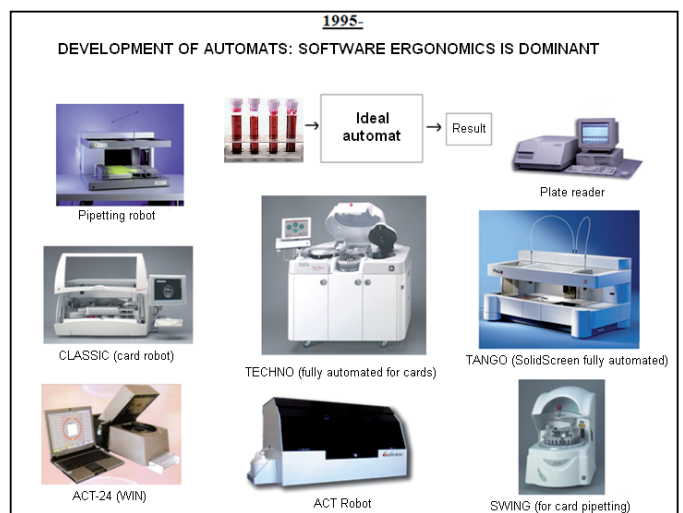 1995-
DEVELOPMENT OF AUTOMATS: SOFTWARE ERGONOMICS IS DOMINANT
Ideal
automat
Result
Pipetting robot
Plate reader
CLASSIC (card robot)
TECHNO (fully automated for cards)
TANGO (SolidScreen fully automated)
ACT-24 (WIN)
ACT Robot
SWING (for card pipetting)